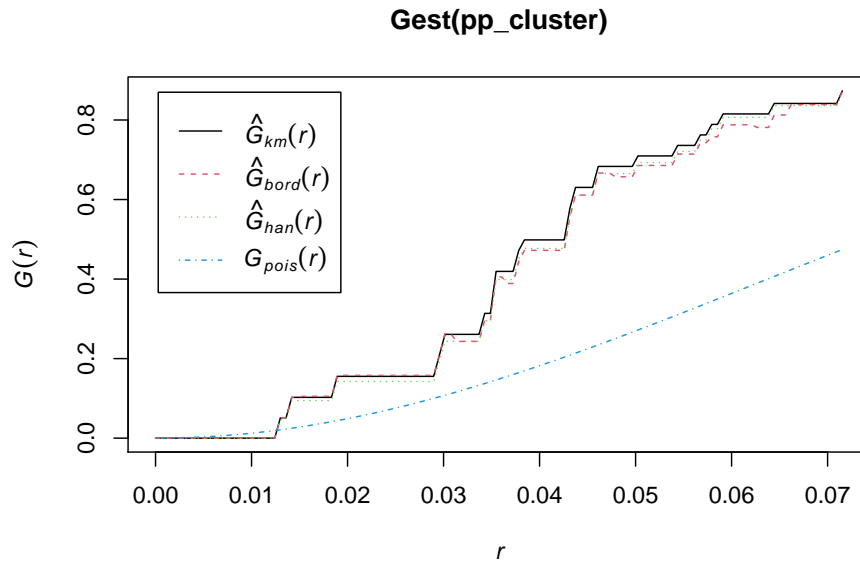 Gest(pp_cluster)
Ĝkm(r)
Ĝbord(r)
Ĝhan(r)
Gpois(r)
G(r)
0.8
0.6
0.4
0.2
0.0
0.00 0.01 0.02 0.03 0.04 0.05 0.06 0.07
r